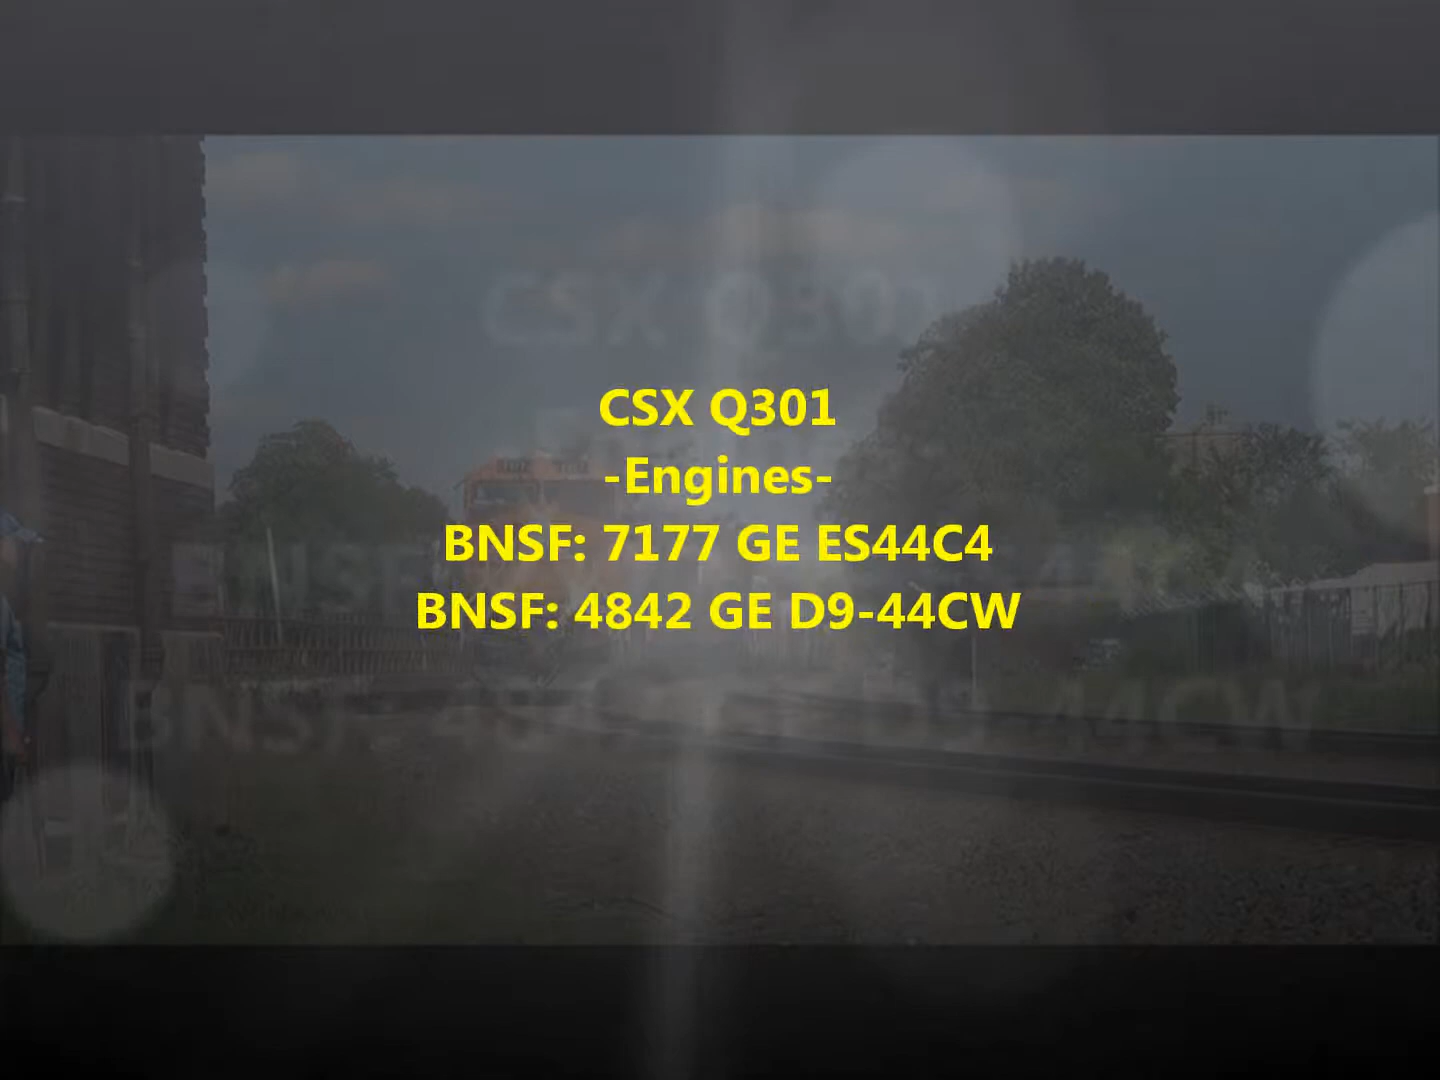 CSX Q301
-Engines-
BNSF: 7177 GE ES44C4
BNSF: 4842 GE D9-44CW